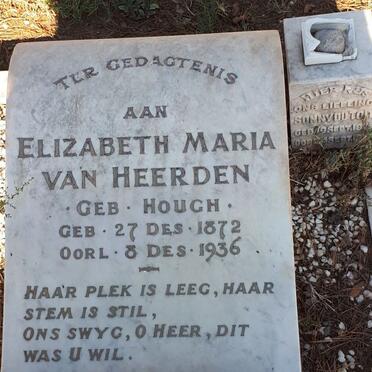 TER GEDAGTENIS
AAN
ELIZABETH MARIA
VAN HEERDEN
GEB · HOUGH ·
GEB · 27 DES · 1872
OORL · 8 DES · 1936
HAAR PLEK IS LEEG, HAAR
STEM IS STIL,
ONS SWYG, O HEER, DIT
WAS U WIL.